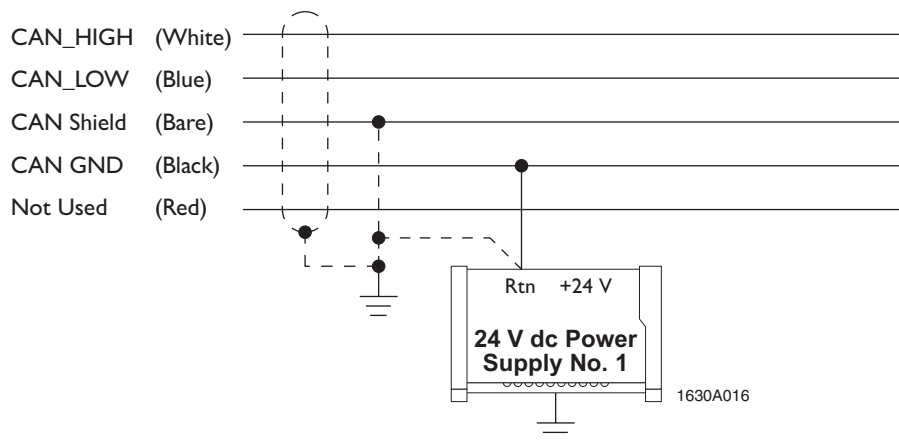 CAN_HIGH (White)
CAN_LOW (Blue)
CAN Shield (Bare)
CAN GND (Black)
Not Used (Red)
Rtn +24 V
24 V dc Power
Supply No. 1
1630A016